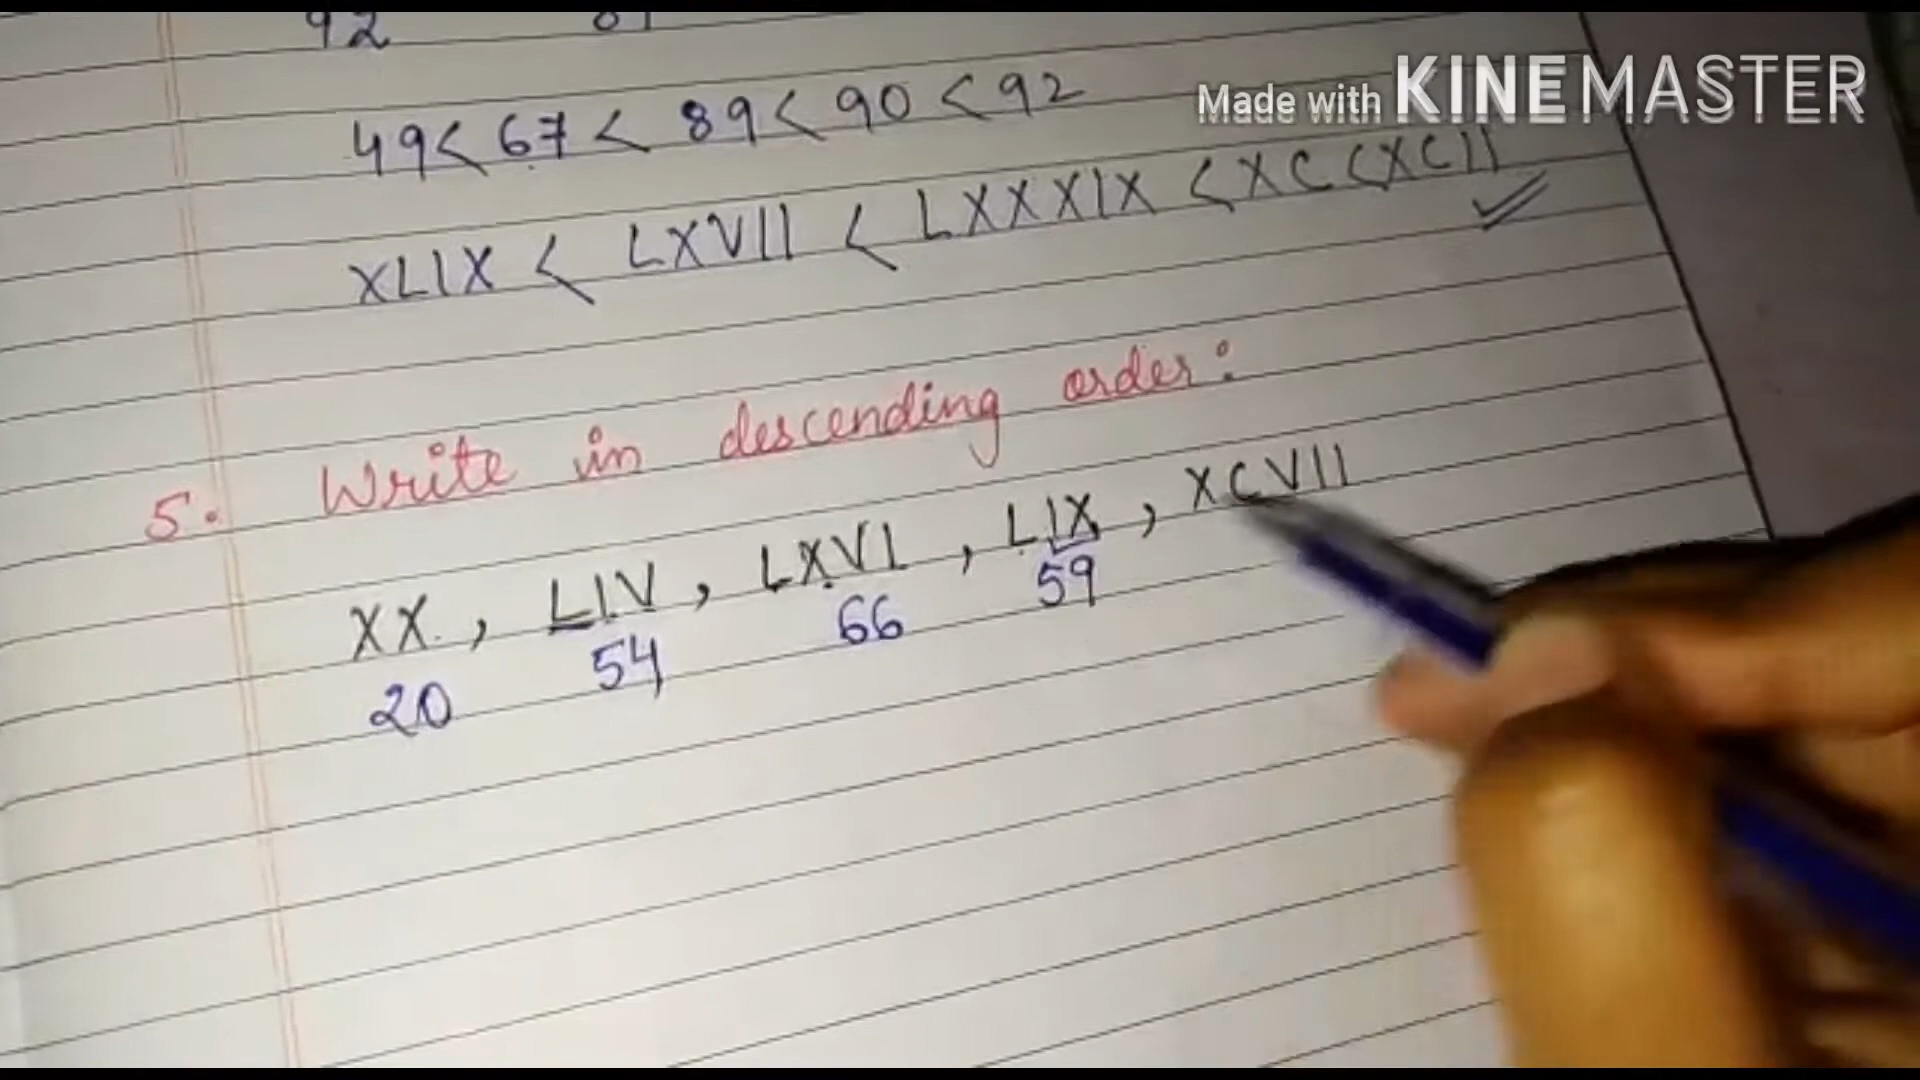 92
Made with KINEMASTER
49 < 67 < 89 < 90 < 92
XLIX < LXVII < LXXXIX < XC < XCII
5. Write in descending order:
XX, LIV, LXVI, LIX, XCVII
20 54 66 59